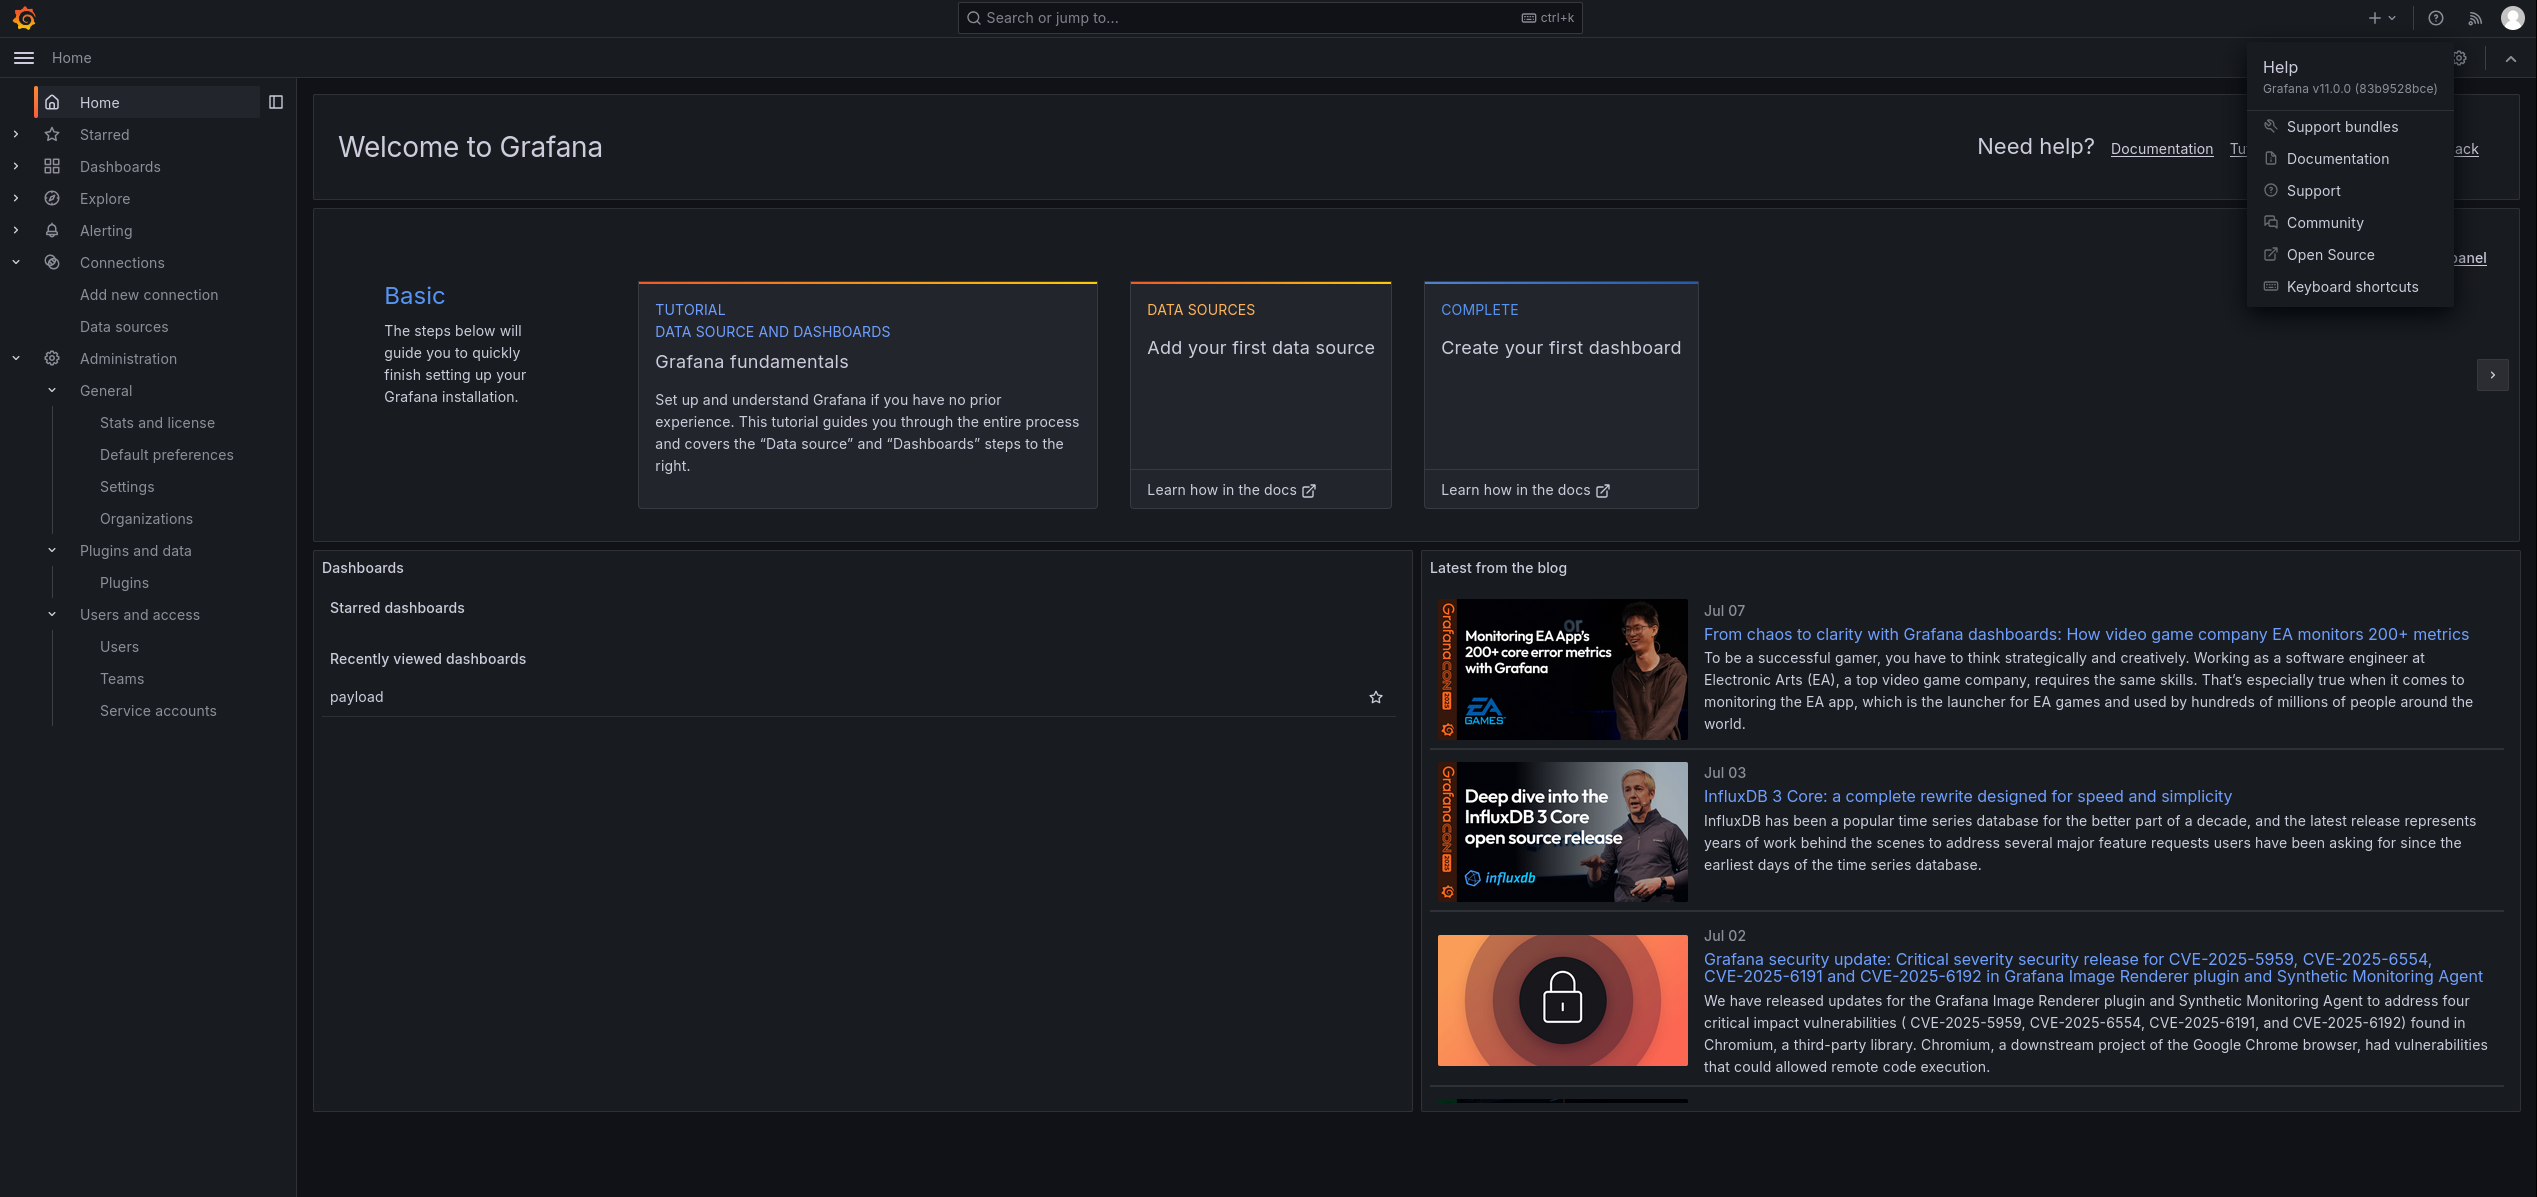 Search or jump to...
ctrl+k
Home
Help
Grafana v11.0.0 (83b9528bce)
Support bundles
Documentation
Support
Community
Open Source
Keyboard shortcuts
Home
Starred
Dashboards
Explore
Alerting
Connections
Add new connection
Data sources
Administration
General
Stats and license
Default preferences
Settings
Organizations
Plugins and data
Plugins
Users and access
Users
Teams
Service accounts
Welcome to Grafana
Need help?
Documentation
Basic
The steps below will
guide you to quickly
finish setting up your
Grafana installation.
TUTORIAL
DATA SOURCE AND DASHBOARDS
Grafana fundamentals
Set up and understand Grafana if you have no prior
experience. This tutorial guides you through the entire process
and covers the “Data source” and “Dashboards” steps to the
right.
DATA SOURCES
Add your first data source
Learn how in the docs
COMPLETE
Create your first dashboard
Learn how in the docs
panel
Dashboards
Starred dashboards
Recently viewed dashboards
payload
Latest from the blog
GrafanaCON 2025
Monitoring EA App's
200+ core error metrics
with Grafana
EA
GAMES
Jul 07
From chaos to clarity with Grafana dashboards: How video game company EA monitors 200+ metrics
To be a successful gamer, you have to think strategically and creatively. Working as a software engineer at
Electronic Arts (EA), a top video game company, requires the same skills. That’s especially true when it comes to
monitoring the EA app, which is the launcher for EA games and used by hundreds of millions of people around the
world.
GrafanaCON 2025
Deep dive into the
InfluxDB 3 Core
open source release
influxdb
Jul 03
InfluxDB 3 Core: a complete rewrite designed for speed and simplicity
InfluxDB has been a popular time series database for the better part of a decade, and the latest release represents
years of work behind the scenes to address several major feature requests users have been asking for since the
earliest days of the time series database.
Jul 02
Grafana security update: Critical severity security release for CVE-2025-5959, CVE-2025-6554,
CVE-2025-6191 and CVE-2025-6192 in Grafana Image Renderer plugin and Synthetic Monitoring Agent
We have released updates for the Grafana Image Renderer plugin and Synthetic Monitoring Agent to address four
critical impact vulnerabilities ( CVE-2025-5959, CVE-2025-6554, CVE-2025-6191, and CVE-2025-6192) found in
Chromium, a third-party library. Chromium, a downstream project of the Google Chrome browser, had vulnerabilities
that could allowed remote code execution.